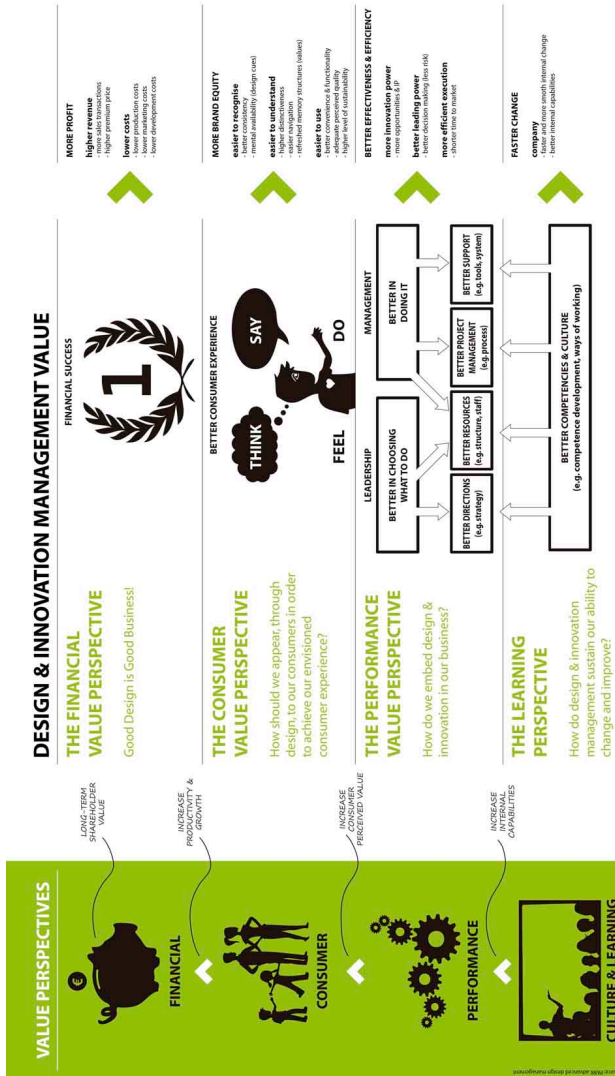 VALUE PERSPECTIVES
€
FINANCIAL
CONSUMER
PERFORMANCE
CULTURE & LEARNING
LONG-TERM
SHAREHOLDER
VALUE
INCREASE
PRODUCTIVITY &
GROWTH
INCREASE
CONSUMER
PERCEIVED VALUE
INCREASE
INTERNAL
CAPABILITIES
DESIGN & INNOVATION MANAGEMENT VALUE
THE FINANCIAL
VALUE PERSPECTIVE
Good Design Is Good Business!
FINANCIAL SUCCESS
1
MORE PROFIT
higher revenue
- more sales transactions
- higher premium price
lower costs
- lower production costs
- lower marketing costs
- lower development costs
THE CONSUMER
VALUE PERSPECTIVE
How should we appear, through
design, to our consumers in order
to achieve our envisioned
consumer experience?
BETTER CONSUMER EXPERIENCE
THINK
SAY
FEEL
DO
MORE BRAND EQUITY
easier to recognise
- better consistency
- mental availability (design cues)
easier to understand
- higher distinctiveness
- easier navigation
- refreshed memory structures (values)
easier to use
- better convenience & functionality
- adequate perceived quality
- higher level of sustainability
THE PERFORMANCE
VALUE PERSPECTIVE
How do we embed design &
innovation in our business?
LEADERSHIP
MANAGEMENT
BETTER IN CHOOSING
WHAT TO DO
BETTER IN
DOING IT
BETTER DIRECTIONS
(e.g. strategy)
BETTER RESOURCES
(e.g. structure, staff)
BETTER PROJECT
MANAGEMENT
(e.g. process)
BETTER SUPPORT
(e.g. tools, system)
BETTER EFFECTIVENESS & EFFICIENCY
more innovation power
- more opportunities & IP
better leading power
- better decision making (less risk)
more efficient execution
- shorter time to market
THE LEARNING
PERSPECTIVE
How do design & innovation
management sustain our ability to
change and improve?
BETTER COMPETENCIES & CULTURE
(e.g. competence development, ways of working)
FASTER CHANGE
company
- faster and more smooth internal change
- better internal capabilities
advanced design management